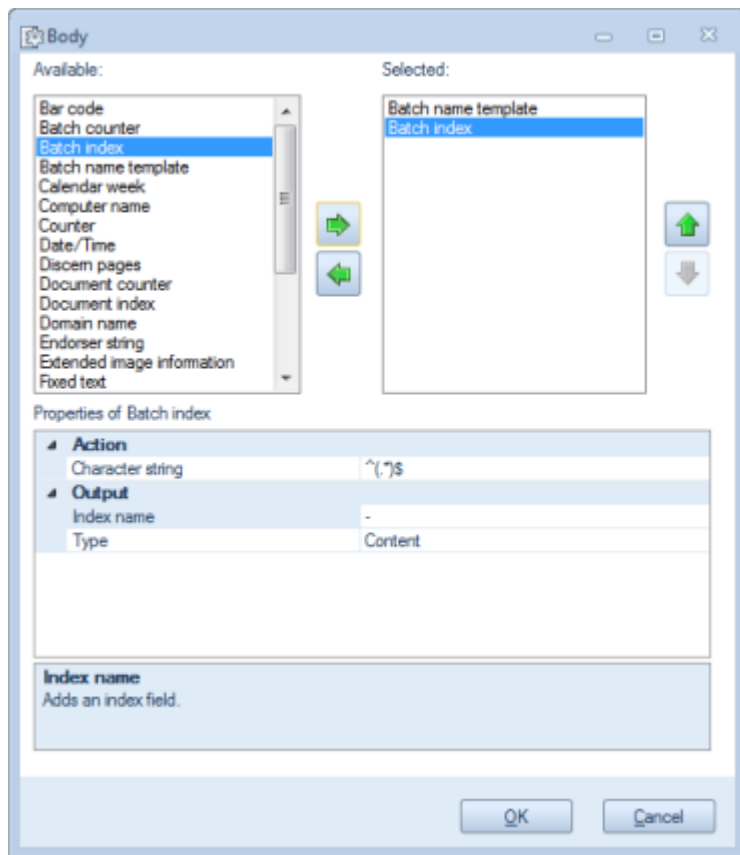 Body
Available:
Selected:
Bar code
Batch counter
Batch index
Batch name template
Calendar week
Computer name
Counter
Date/Time
Discern pages
Document counter
Document index
Domain name
Endorser string
Extended image information
Fixed text
Batch name template
Batch index
Properties of Batch index
Action
Character string ^(.*)$
Output
Index name -
Type Content
Index name
Adds an index field.
OK Cancel